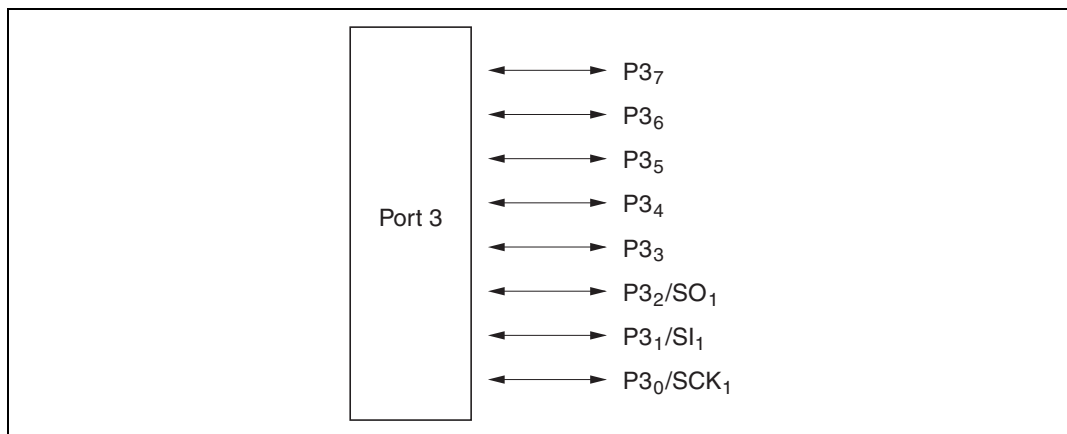 P3₇
P3₆
P3₅
P3₄
Port 3
P3₃
P3₂/SO₁
P3₁/SI₁
P3₀/SCK₁